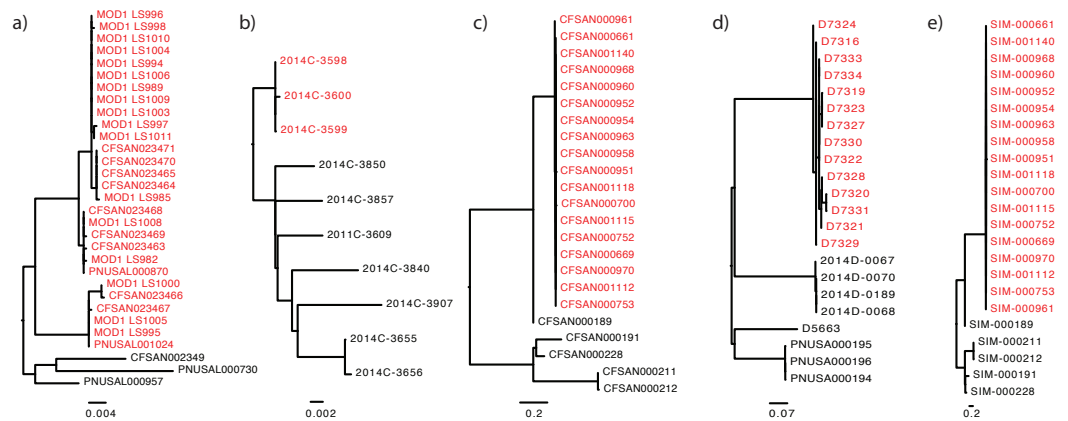 a)
MOD1 LS996
MOD1 LS998
MOD1 LS1010
MOD1 LS1004
MOD1 LS994
MOD1 LS1006
MOD1 LS989
MOD1 LS1009
MOD1 LS1003
MOD1 LS997
MOD1 LS1011
CFSAN023471
CFSAN023470
CFSAN023465
CFSAN023464
MOD1 LS985
CFSAN023468
MOD1 LS1008
CFSAN023469
CFSAN023463
MOD1 LS982
PNUSAL000870
MOD1 LS1000
CFSAN023466
CFSAN023467
MOD1 LS1005
MOD1 LS995
PNUSAL001024
CFSAN002349
PNUSAL000730
PNUSAL000957
0.004
b)
2014C-3598
2014C-3600
2014C-3599
2014C-3850
2014C-3857
2011C-3609
2014C-3840
2014C-3907
2014C-3655
2014C-3656
0.002
c)
CFSAN000961
CFSAN000661
CFSAN001140
CFSAN000968
CFSAN000960
CFSAN000952
CFSAN000954
CFSAN000963
CFSAN000958
CFSAN000951
CFSAN001118
CFSAN000700
CFSAN001115
CFSAN000752
CFSAN000669
CFSAN000970
CFSAN001112
CFSAN000753
CFSAN000189
CFSAN000191
CFSAN000228
CFSAN000211
CFSAN000212
0.2
d)
D7324
D7316
D7333
D7334
D7319
D7323
D7327
D7330
D7322
D7328
D7320
D7331
D7321
D7329
2014D-0067
2014D-0070
2014D-0189
2014D-0068
D5663
PNUSA000195
PNUSA000196
PNUSA000194
0.07
e)
SIM-000661
SIM-001140
SIM-000968
SIM-000960
SIM-000952
SIM-000954
SIM-000963
SIM-000958
SIM-000951
SIM-001118
SIM-000700
SIM-001115
SIM-000752
SIM-000669
SIM-000970
SIM-001112
SIM-000753
SIM-000961
SIM-000189
SIM-000211
SIM-000212
SIM-000191
SIM-000228
0.2